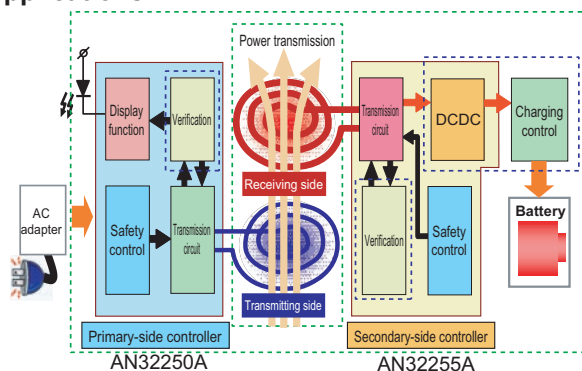 Power transmission
Display
function
Verification
Transmission
circuit
DCDC
Charging
control
Receiving side
AC
adapter
Safety
control
Transmission
circuit
Verification
Safety
control
Battery
Transmitting side
Primary-side controller
Secondary-side controller
AN32250A
AN32255A